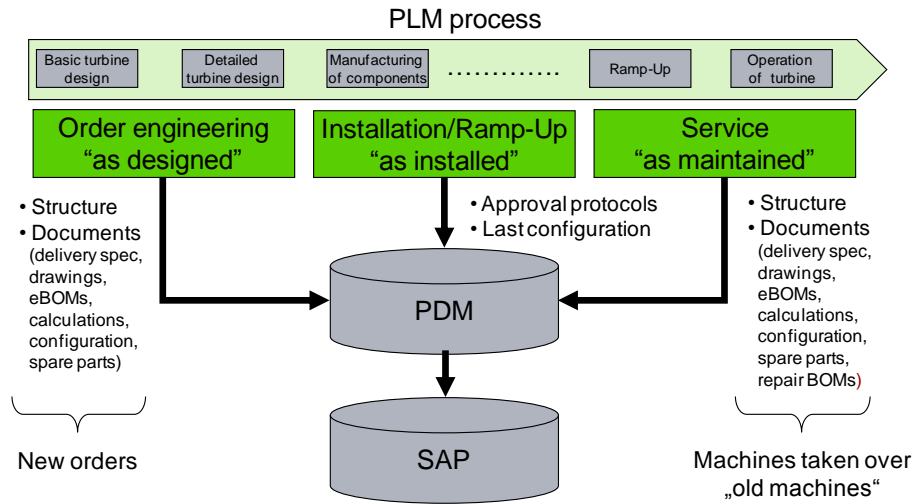 PLM process
Basic turbine
design
Detailed
turbine design
Manufacturing
of components
.............
Ramp-Up
Operation
of turbine
Order engineering
“as designed”
Installation/Ramp-Up
“as installed”
Service
“as maintained”
• Structure
• Documents
(delivery spec,
drawings,
eBOMs,
calculations,
configuration,
spare parts)
• Approval protocols
• Last configuration
• Structure
• Documents
(delivery spec,
drawings,
eBOMs,
calculations,
configuration,
spare parts,
repair BOMs)
PDM
SAP
New orders
Machines taken over
„old machines“